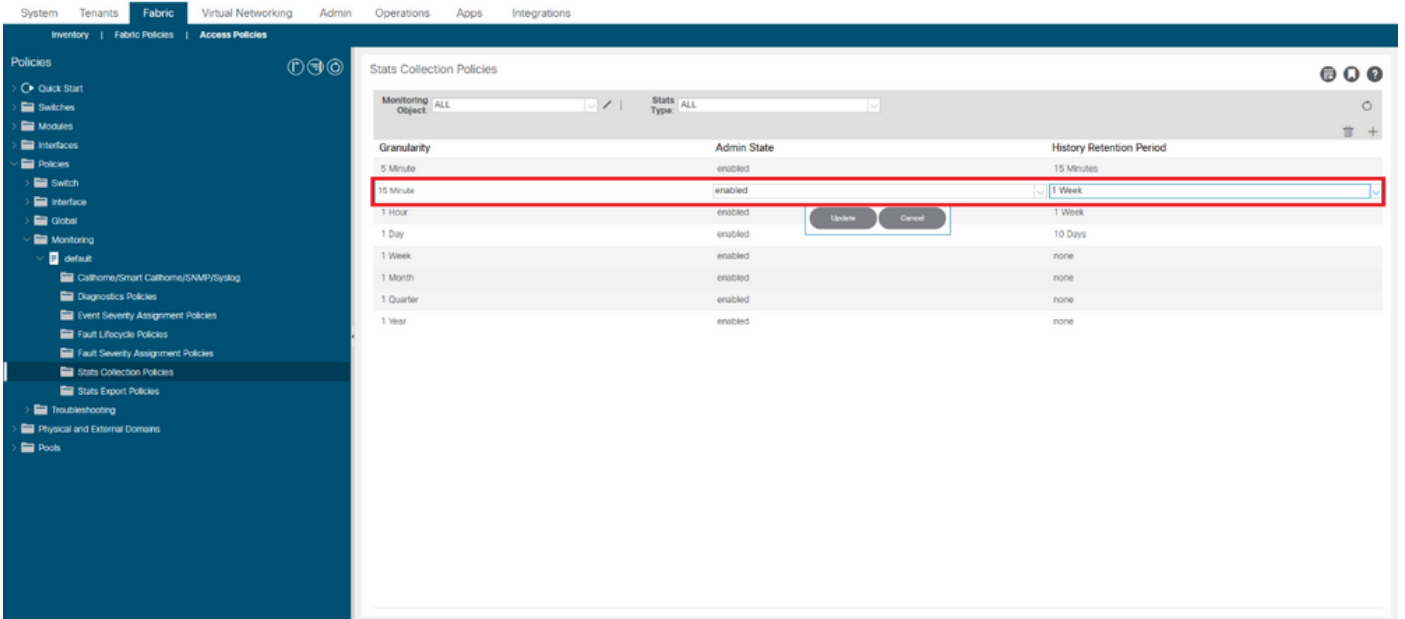 System Tenants Fabric Virtual Networking Admin Operations Apps Integrations
Inventory | Fabric Policies | Access Policies
Policies
Quick Start
Switches
Modules
Interfaces
Policies
Switch
Interface
Global
Monitoring
default
Callhome/Smart Callhome/SNMP/Syslog
Diagnostics Policies
Event Severity Assignment Policies
Fault Lifecycle Policies
Fault Severity Assignment Policies
Stats Collection Policies
Stats Export Policies
Troubleshooting
Physical and External Domains
Pools
Stats Collection Policies
Monitoring Object: ALL Stats Type: ALL
Granularity Admin State History Retention Period
5 Minute enabled 15 Minutes
15 Minute enabled 1 Week
1 Hour enabled 1 Week
Update Cancel
1 Day enabled 10 Days
1 Week enabled none
1 Month enabled none
1 Quarter enabled none
1 Year enabled none